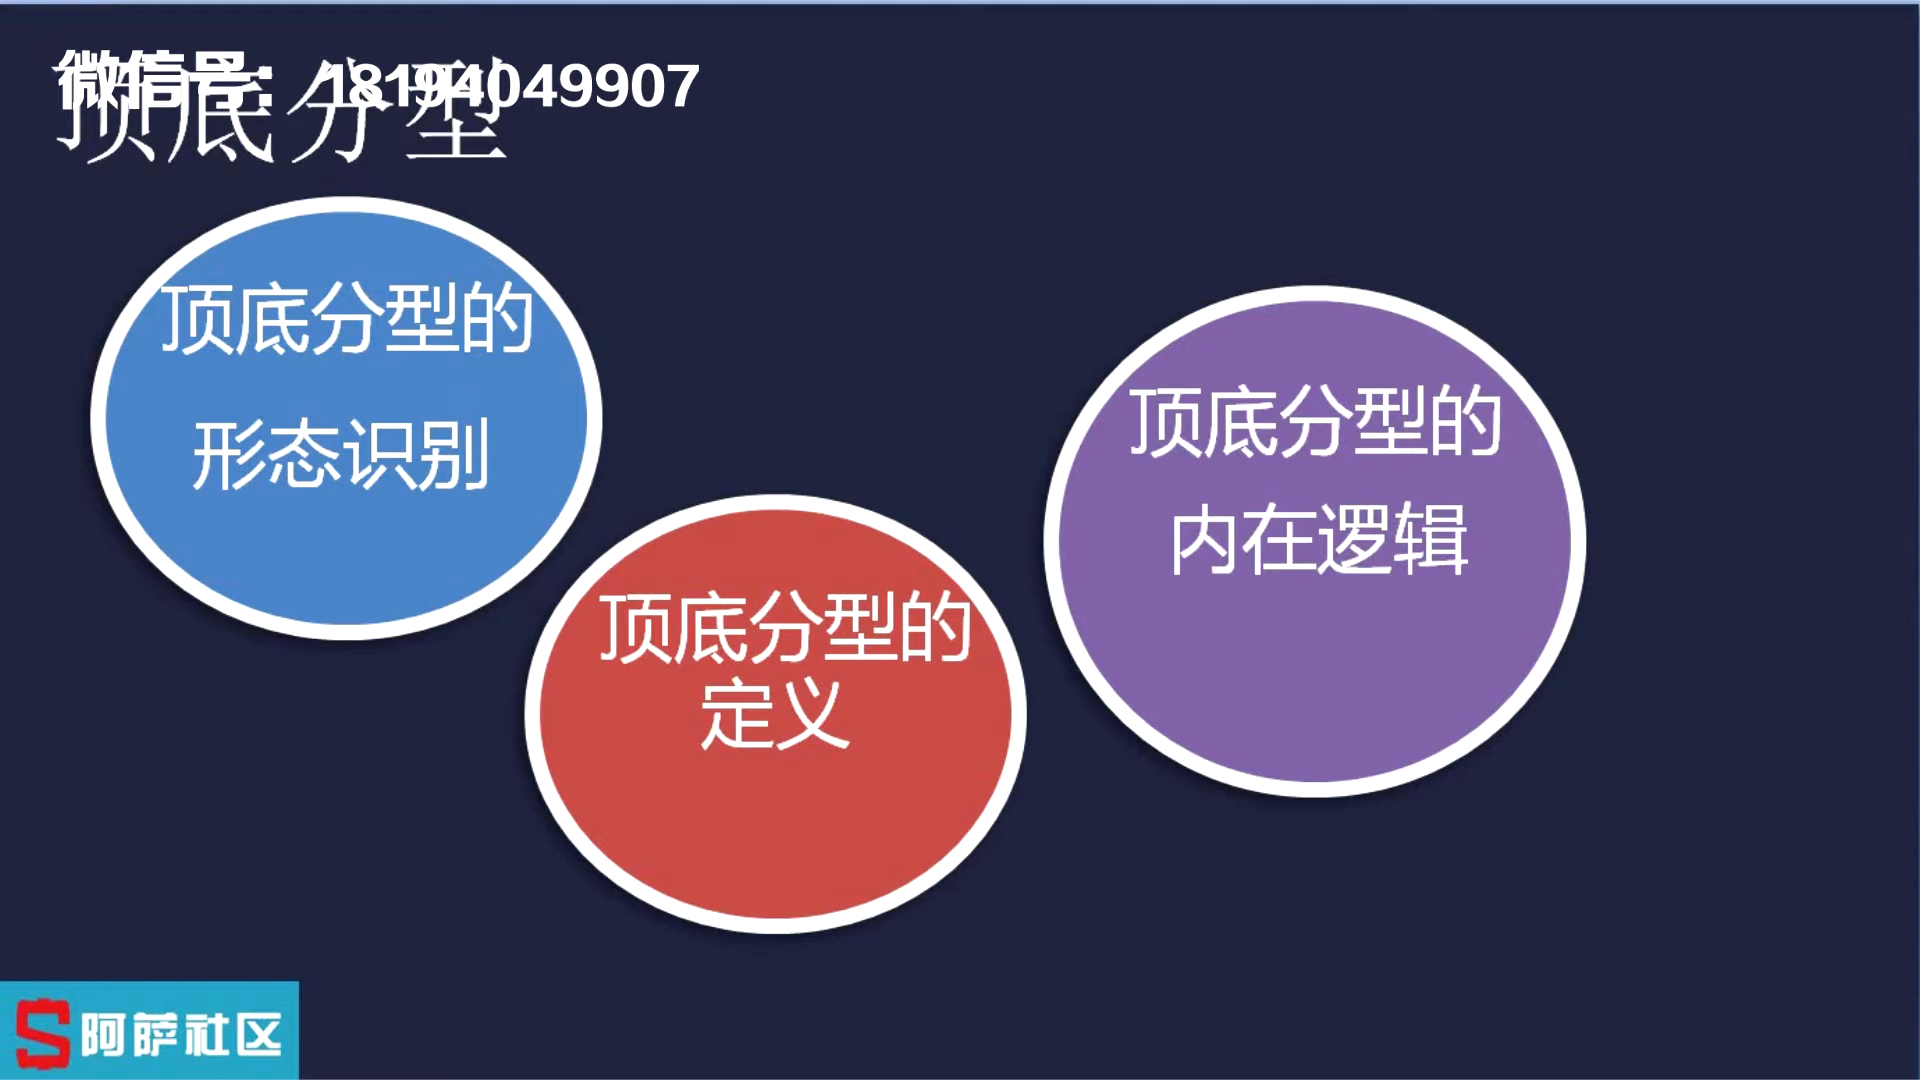 微信号：18194049907
顶底分型
顶底分型的
形态识别
顶底分型的
定义
顶底分型的
内在逻辑
阿萨社区